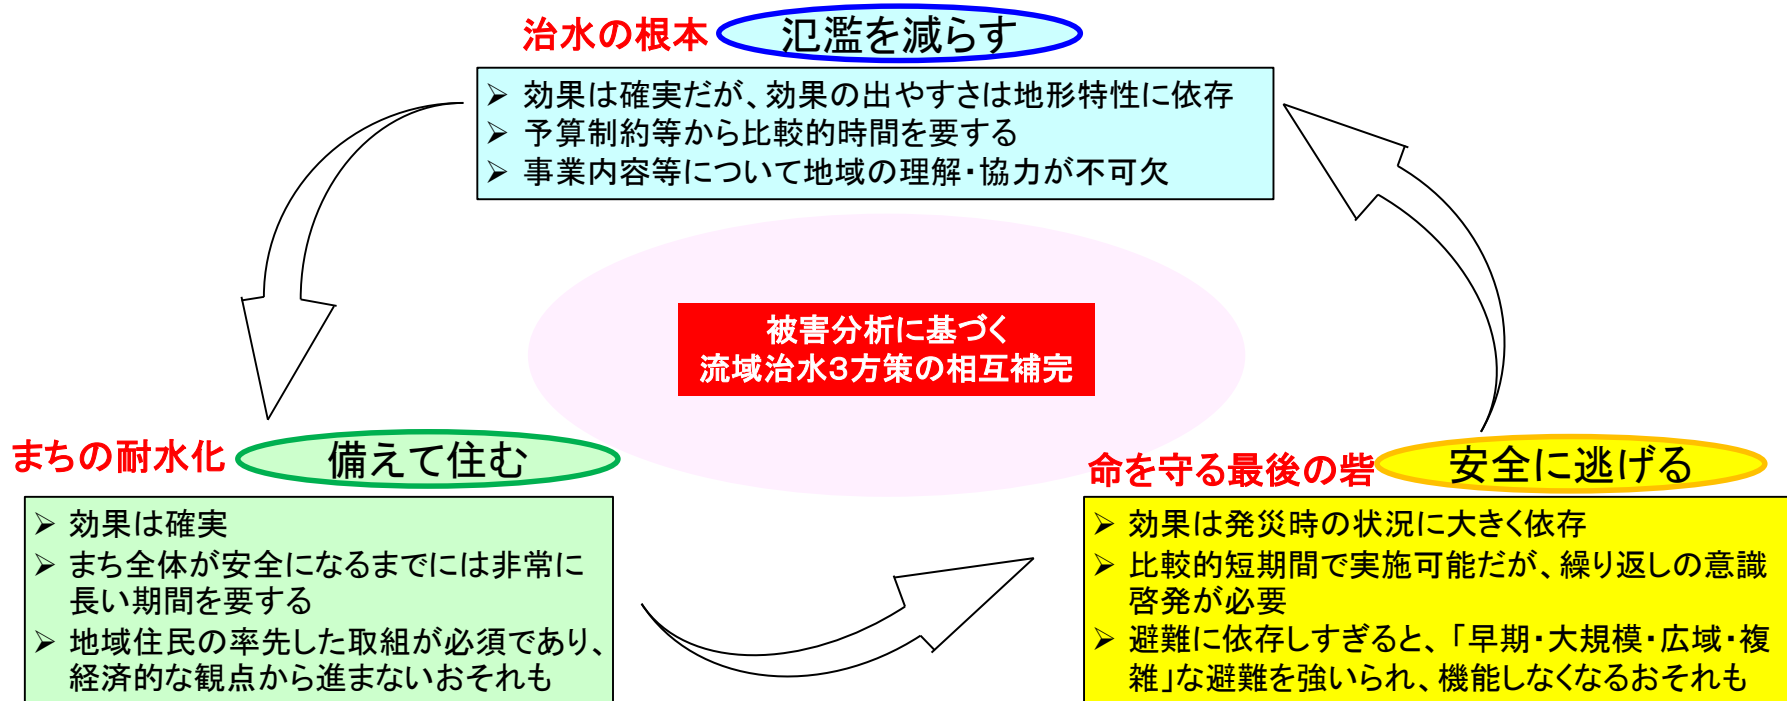 治水の根本
氾濫を減らす
➢ 効果は確実だが、効果の出やすさは地形特性に依存
➢ 予算制約等から比較的時間を要する
➢ 事業内容等について地域の理解・協力が不可欠
被害分析に基づく
流域治水3方策の相互補完
まちの耐水化
備えて住む
➢ 効果は確実
➢ まち全体が安全になるまでには非常に
長い期間を要する
➢ 地域住民の率先した取組が必須であり、
経済的な観点から進まないおそれも
命を守る最後の砦
安全に逃げる
➢ 効果は発災時の状況に大きく依存
➢ 比較的短期間で実施可能だが、繰り返しの意識
啓発が必要
➢ 避難に依存しすぎると、「早期・大規模・広域・複
雑」な避難を強いられ、機能しなくなるおそれも